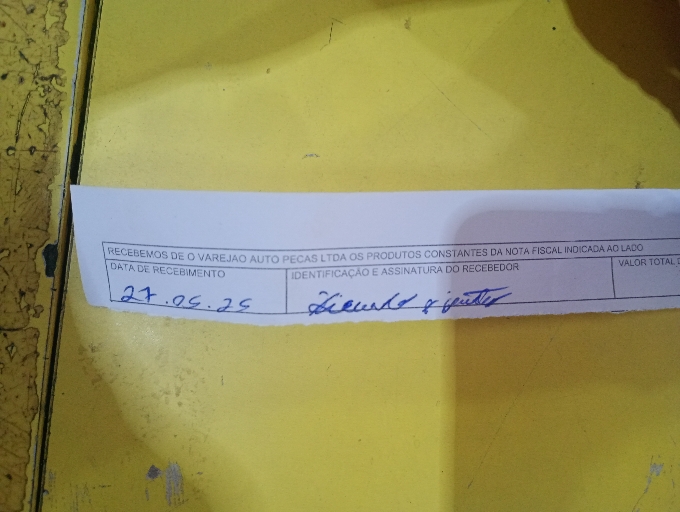 RECEBEMOS DE O VAREJAO AUTO PECAS LTDA OS PRODUTOS CONSTANTES DA NOTA FISCAL INDICADA AO LADO
DATA DE RECEBIMENTO IDENTIFICAÇÃO E ASSINATURA DO RECEBEDOR VALOR TOTAL
27.05.25